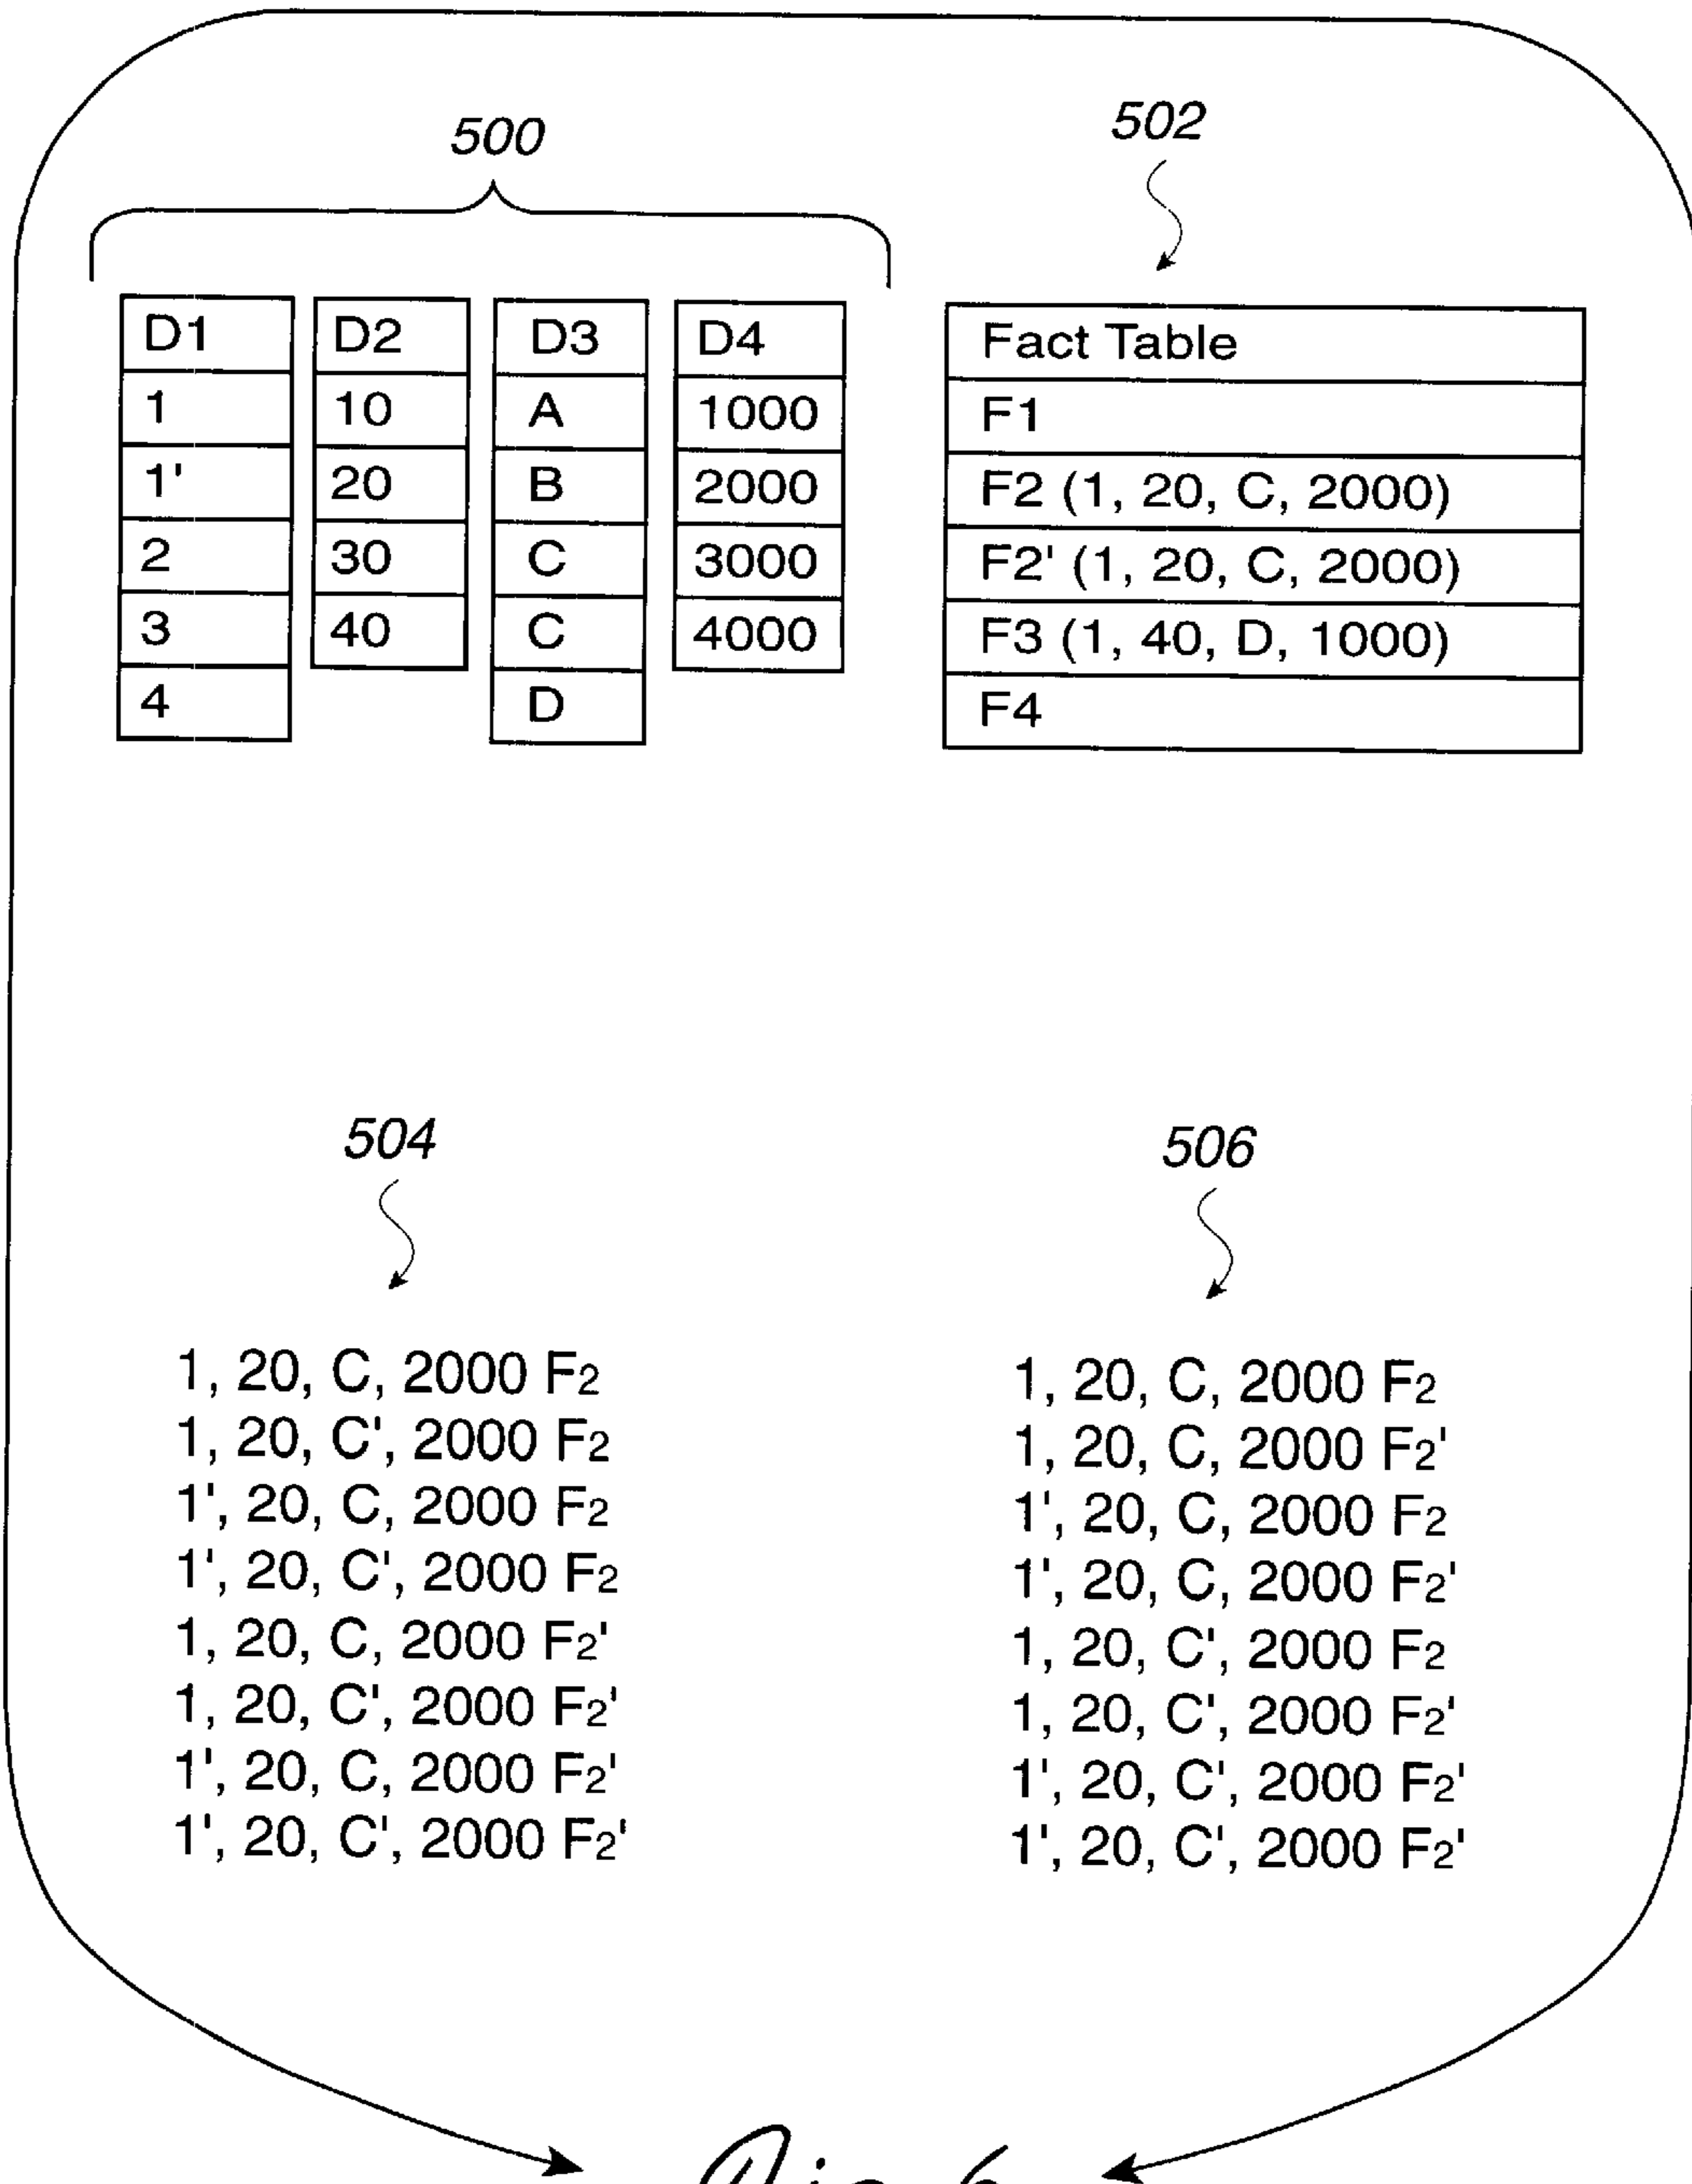 500
502
D1 D2 D3 D4 Fact Table
1 10 A 1000 F1
1' 20 B 2000 F2 (1, 20, C, 2000)
2 30 C 3000 F2' (1, 20, C, 2000)
3 40 C 4000 F3 (1, 40, D, 1000)
4 D F4
504
506
1, 20, C, 2000 F2
1, 20, C', 2000 F2
1', 20, C, 2000 F2
1', 20, C', 2000 F2
1, 20, C, 2000 F2'
1, 20, C', 2000 F2'
1', 20, C, 2000 F2'
1', 20, C', 2000 F2'
1, 20, C, 2000 F2
1, 20, C, 2000 F2'
1', 20, C, 2000 F2
1', 20, C, 2000 F2'
1, 20, C', 2000 F2
1, 20, C', 2000 F2'
1', 20, C', 2000 F2'
1', 20, C', 2000 F2'